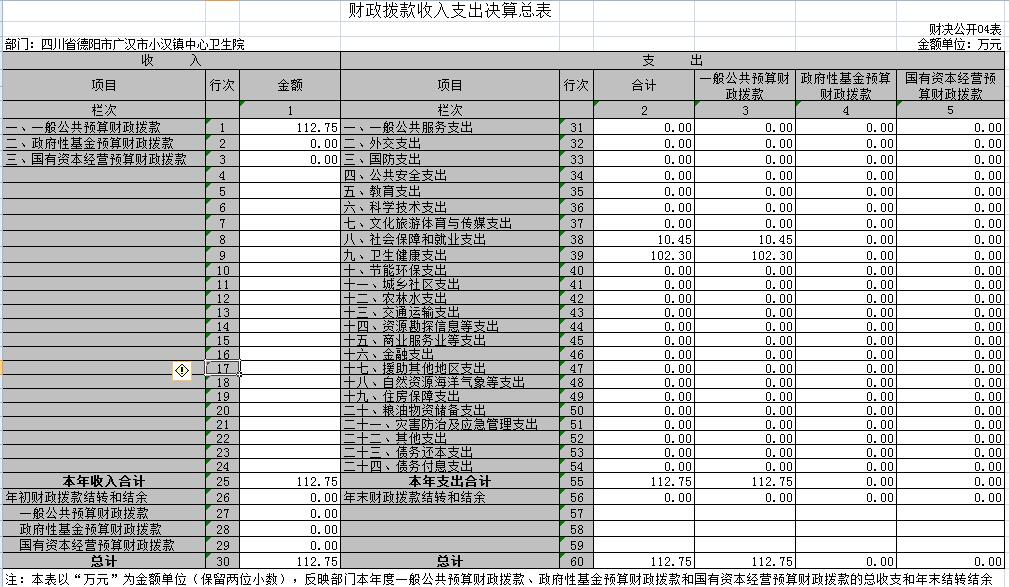 财政拨款收入支出决算总表
财决公开04表
部门：四川省德阳市广汉市小汉镇中心卫生院 金额单位：万元
收 入 支 出
项目 行次 金额 项目 行次 合计 一般公共预算财政拨款 政府性基金预算财政拨款 国有资本经营预算财政拨款
栏次 1 栏次 2 3 4 5
一、一般公共预算财政拨款 1 112.75 一、一般公共服务支出 31 0.00 0.00 0.00 0.00
二、政府性基金预算财政拨款 2 0.00 二、外交支出 32 0.00 0.00 0.00 0.00
三、国有资本经营预算财政拨款 3 0.00 三、国防支出 33 0.00 0.00 0.00 0.00
4 四、公共安全支出 34 0.00 0.00 0.00 0.00
5 五、教育支出 35 0.00 0.00 0.00 0.00
6 六、科学技术支出 36 0.00 0.00 0.00 0.00
7 七、文化旅游体育与传媒支出 37 0.00 0.00 0.00 0.00
8 八、社会保障和就业支出 38 10.45 10.45 0.00 0.00
9 九、卫生健康支出 39 102.30 102.30 0.00 0.00
10 十、节能环保支出 40 0.00 0.00 0.00 0.00
11 十一、城乡社区支出 41 0.00 0.00 0.00 0.00
12 十二、农林水支出 42 0.00 0.00 0.00 0.00
13 十三、交通运输支出 43 0.00 0.00 0.00 0.00
14 十四、资源勘探信息等支出 44 0.00 0.00 0.00 0.00
15 十五、商业服务业等支出 45 0.00 0.00 0.00 0.00
16 十六、金融支出 46 0.00 0.00 0.00 0.00
17 十七、援助其他地区支出 47 0.00 0.00 0.00 0.00
18 十八、自然资源海洋气象等支出 48 0.00 0.00 0.00 0.00
19 十九、住房保障支出 49 0.00 0.00 0.00 0.00
20 二十、粮油物资储备支出 50 0.00 0.00 0.00 0.00
21 二十一、灾害防治及应急管理支出 51 0.00 0.00 0.00 0.00
22 二十二、其他支出 52 0.00 0.00 0.00 0.00
23 二十三、债务还本支出 53 0.00 0.00 0.00 0.00
24 二十四、债务付息支出 54 0.00 0.00 0.00 0.00
本年收入合计 25 112.75 本年支出合计 55 112.75 112.75 0.00 0.00
年初财政拨款结转和结余 26 0.00 年末财政拨款结转和结余 56 0.00 0.00 0.00 0.00
一般公共预算财政拨款 27 0.00 57
政府性基金预算财政拨款 28 0.00 58
国有资本经营预算财政拨款 29 0.00 59
总计 30 112.75 总计 60 112.75 112.75 0.00 0.00
注：本表以“万元”为金额单位（保留两位小数），反映部门本年度一般公共预算财政拨款、政府性基金预算财政拨款和国有资本经营预算财政拨款的总收支和年末结转结余